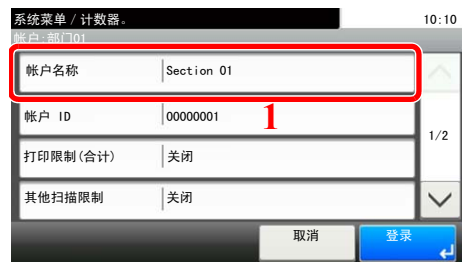 系统菜单 / 计数器。
10:10
帐户:部门01
帐户名称 Section 01
帐户 ID 00000001
1
1/2
打印限制(合计) 关闭
其他扫描限制 关闭
取消 登录